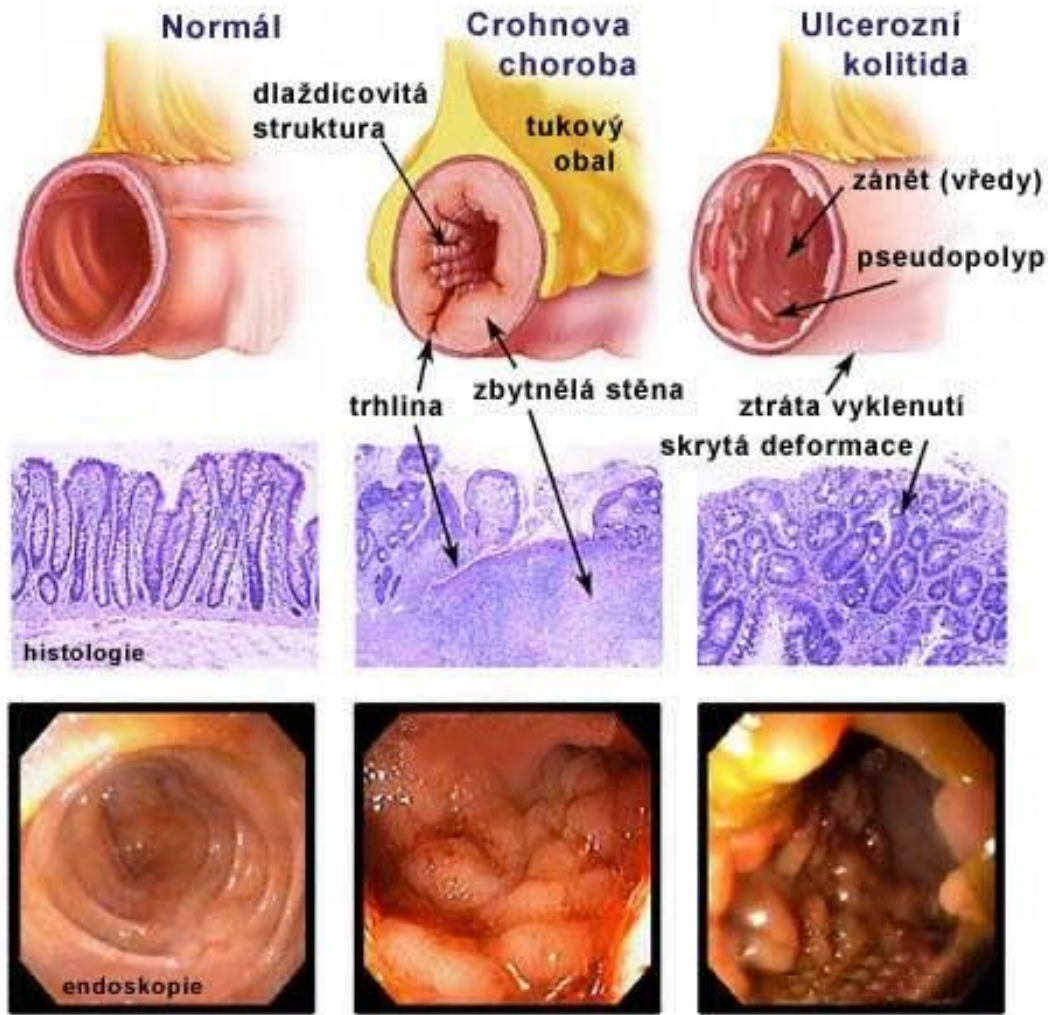 Normál
Crohnova
choroba
Ulcerozní
kolitida
dlaždicovitá
struktura
tukový
obal
zánět (vředy)
pseudopolyp
trhlina
zbytnělá stěna
ztráta vyklenutí
skrytá deformace
histologie
endoskopie